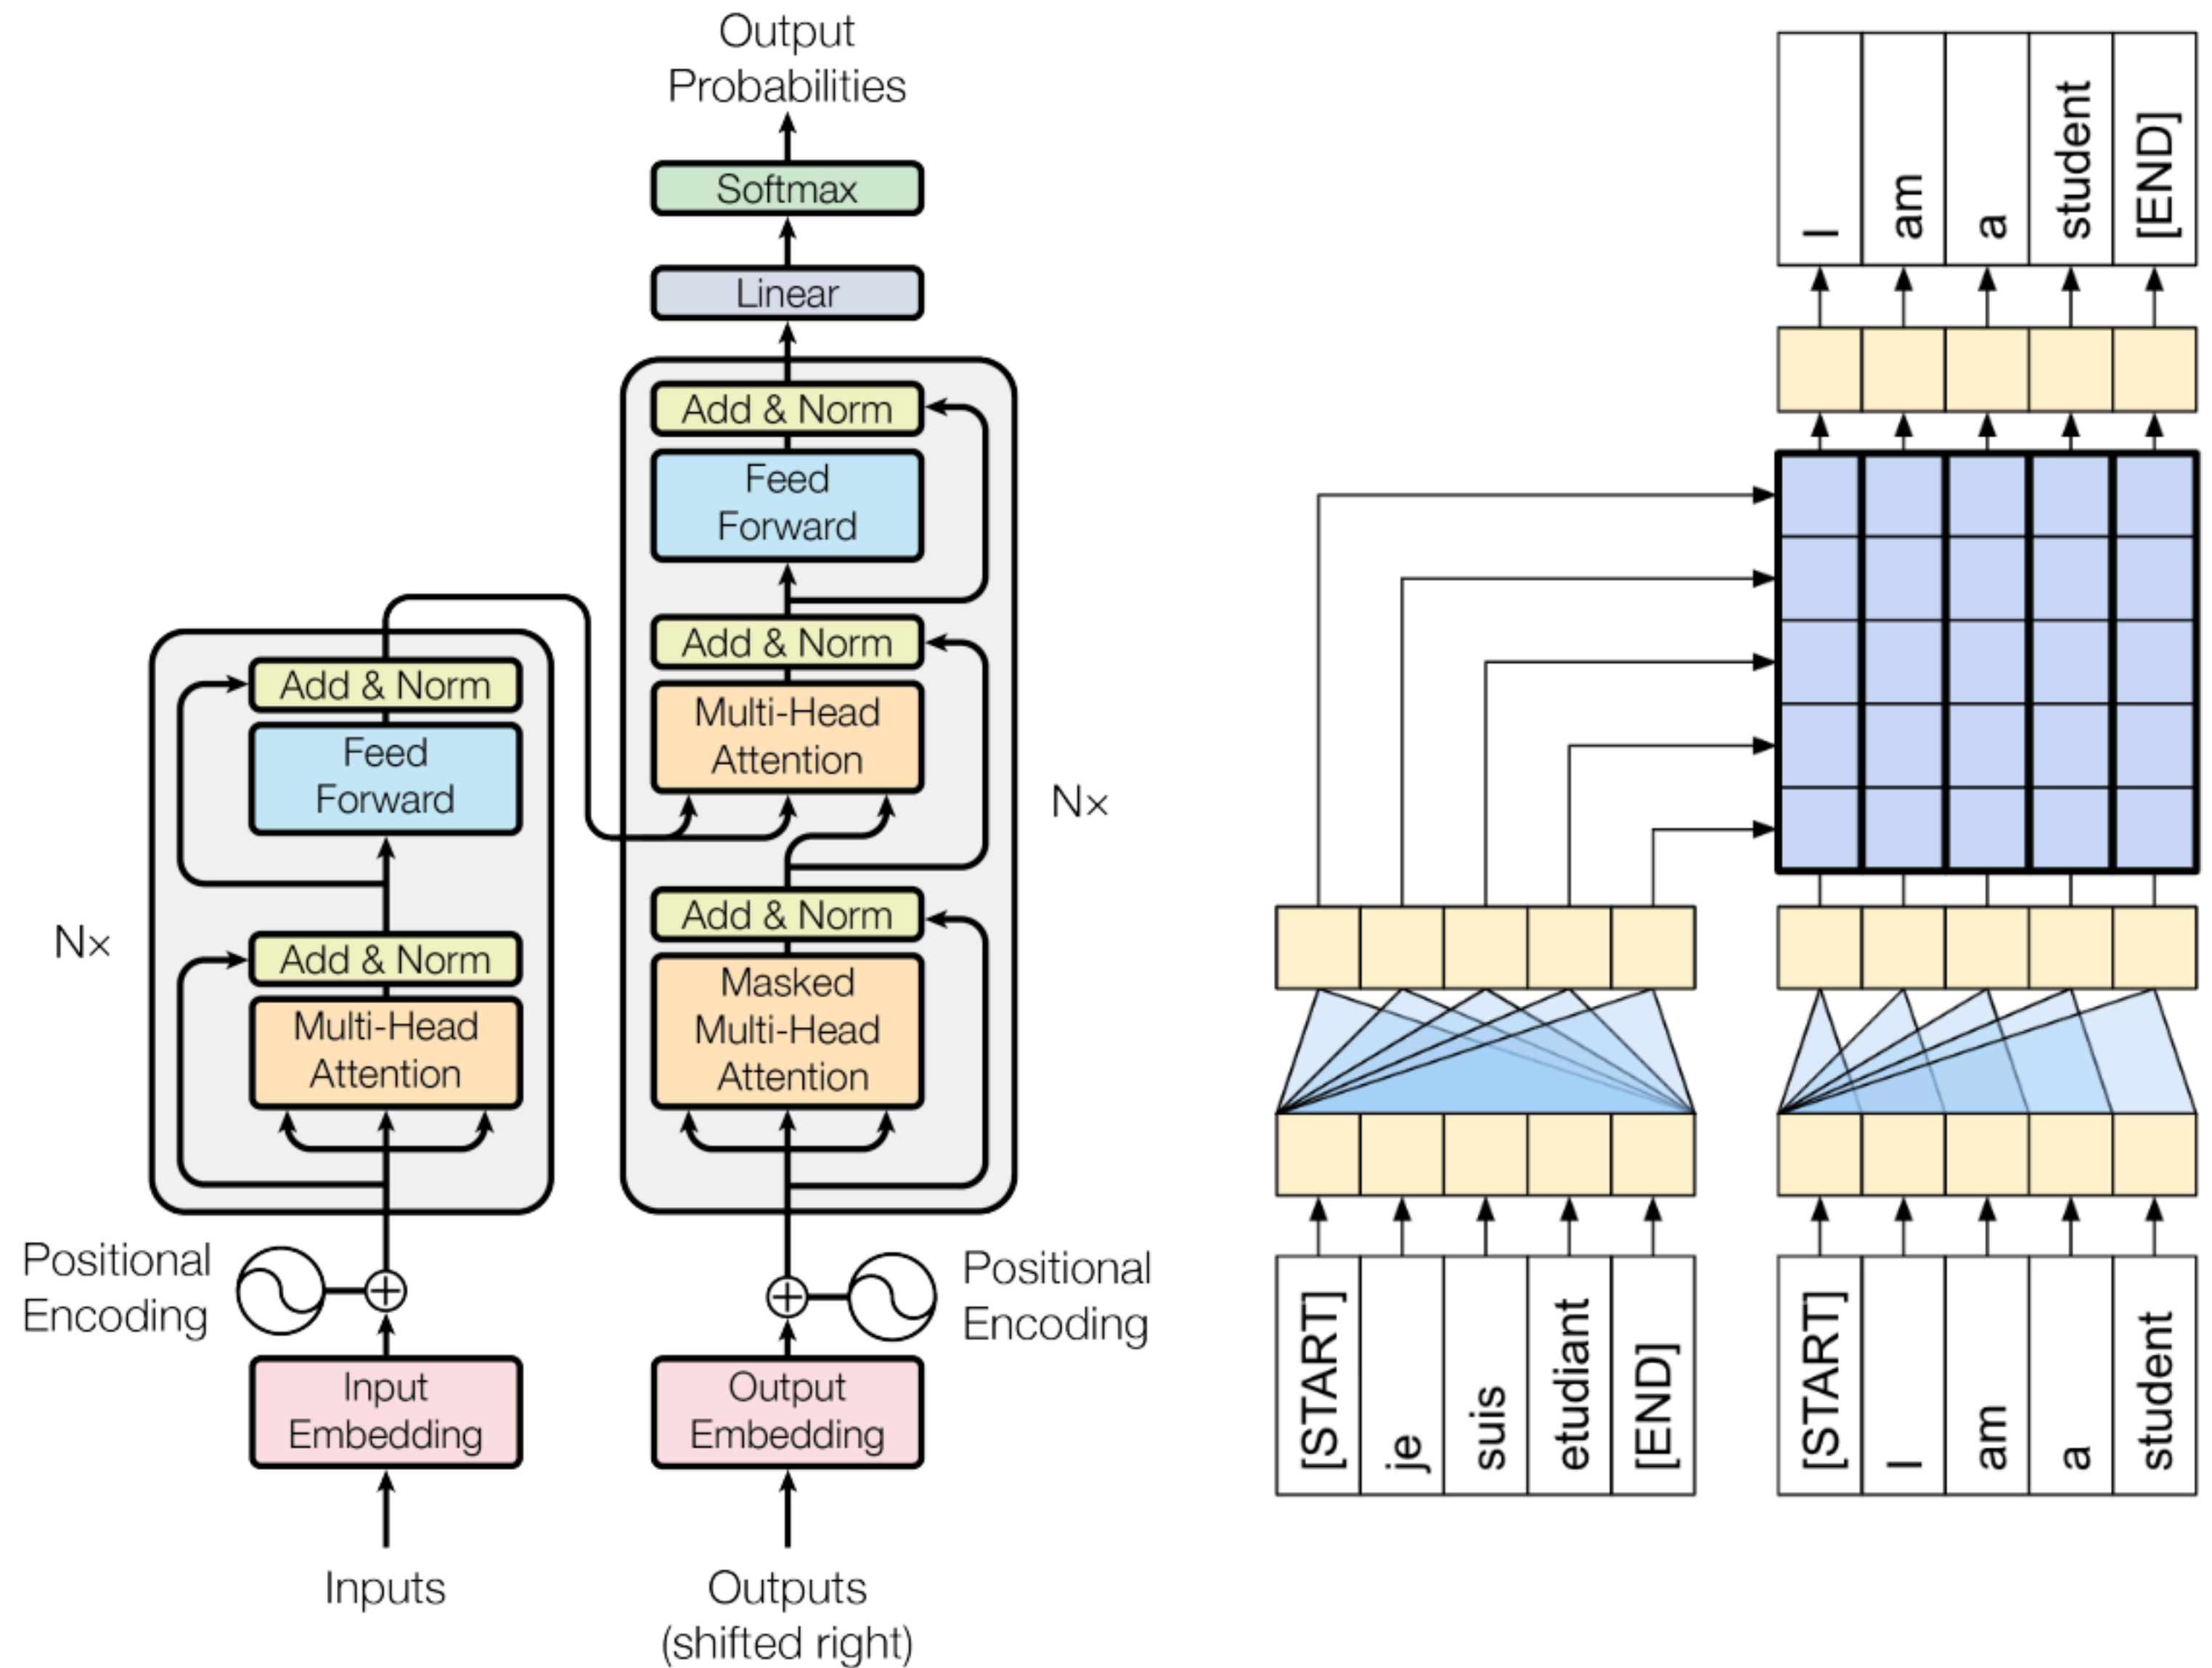 Output
Probabilities
Softmax
Linear
Add & Norm
Feed
Forward
Add & Norm
Multi-Head
Attention
Add & Norm
Masked
Multi-Head
Attention
Nx
Positional
Encoding
Output
Embedding
Outputs
(shifted right)
Add & Norm
Feed
Forward
Add & Norm
Multi-Head
Attention
Nx
Positional
Encoding
Input
Embedding
Inputs
I
am
a
student
[END]
[START]
je
suis
etudiant
[END]
[START]
I
am
a
student